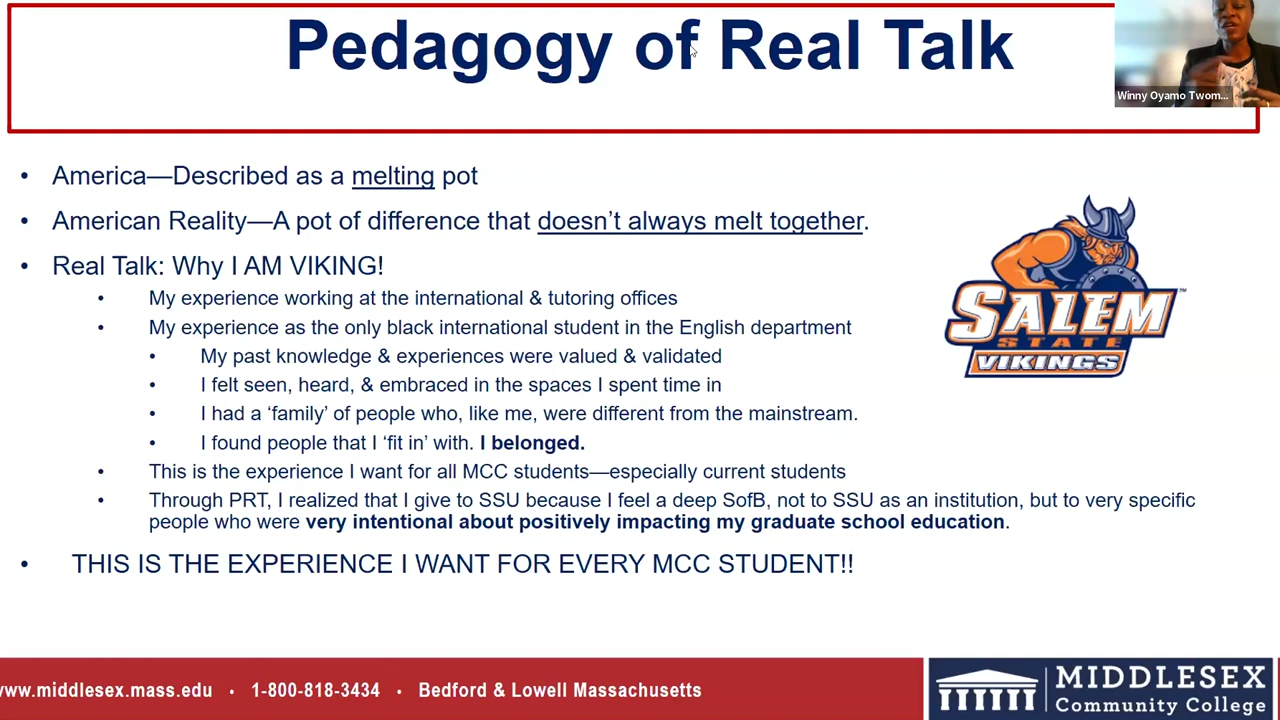 Pedagogy of Real Talk
Winny Oyamo Twom...
• America—Described as a melting pot
• American Reality—A pot of difference that doesn't always melt together.
• Real Talk: Why I AM VIKING!
• My experience working at the international & tutoring offices
• My experience as the only black international student in the English department
• My past knowledge & experiences were valued & validated
• I felt seen, heard, & embraced in the spaces I spent time in
• I had a 'family' of people who, like me, were different from the mainstream.
• I found people that I 'fit in' with. I belonged.
• This is the experience I want for all MCC students—especially current students
• Through PRT, I realized that I give to SSU because I feel a deep SofB, not to SSU as an institution, but to very specific
people who were very intentional about positively impacting my graduate school education.
• THIS IS THE EXPERIENCE I WANT FOR EVERY MCC STUDENT!!
SALEM
STATE
VIKINGS
TM
www.middlesex.mass.edu • 1-800-818-3434 • Bedford & Lowell Massachusetts
MIDDLESEX
Community College